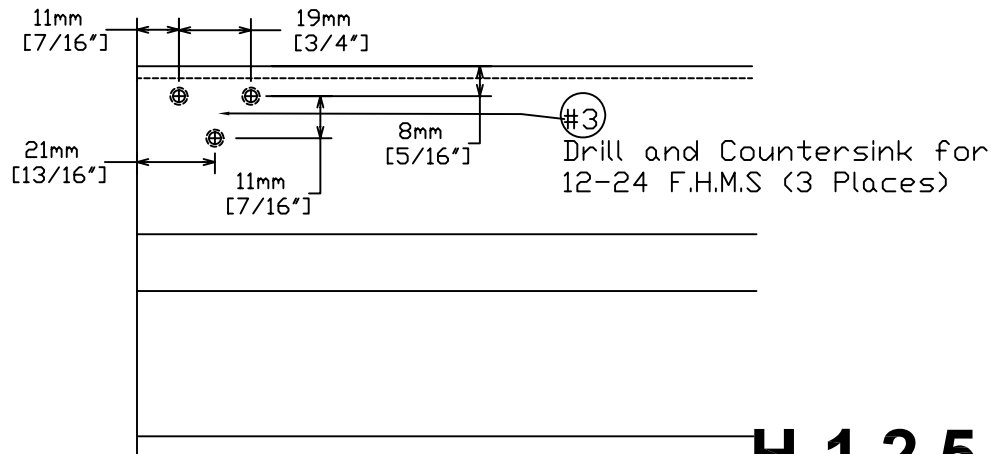 11mm
[7/16"]
19mm
[3/4"]
#3
8mm
[5/16"]
Drill and Countersink for
12-24 F.H.M.S (3 Places)
21mm
[13/16"]
11mm
[7/16"]
H 1 2 5